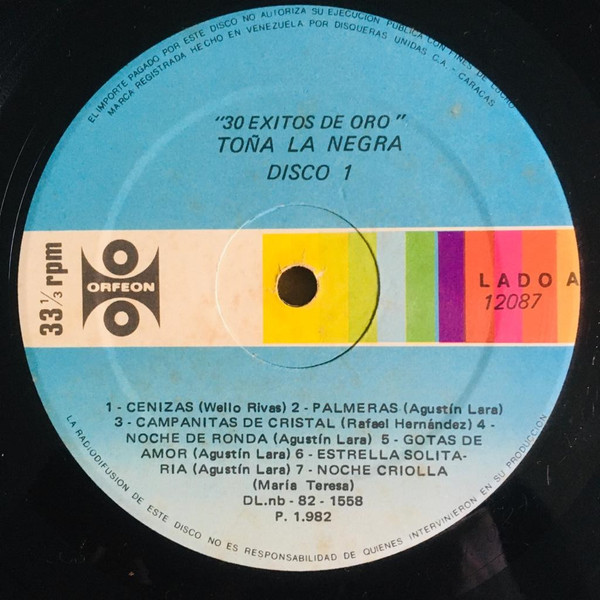 EL IMPORTE PAGADO POR ESTE DISCO NO AUTORIZA SU EJECUCION PUBLICA CON FINES DE LUCRO
MARCA REGISTRADA HECHO EN VENEZUELA POR DISQUERAS UNIDAS C.A. - CARACAS
"30 EXITOS DE ORO"
TOÑA LA NEGRA
DISCO 1
33 1/3 rpm
ORFEON
LADO A
12087
1 - CENIZAS (Wello Rivas) 2 - PALMERAS (Agustín Lara)
3 - CAMPANITAS DE CRISTAL (Rafael Hernández) 4 -
NOCHE DE RONDA (Agustín Lara) 5 - GOTAS DE
AMOR (Agustín Lara) 6 - ESTRELLA SOLITA-
RIA (Agustín Lara) 7 - NOCHE CRIOLLA
(María Teresa)
DL.nb - 82 - 1558
P. 1.982
LA RADIODIFUSION DE ESTE DISCO NO ES RESPONSABILIDAD DE QUIENES INTERVINIERON EN SU PRODUCCION